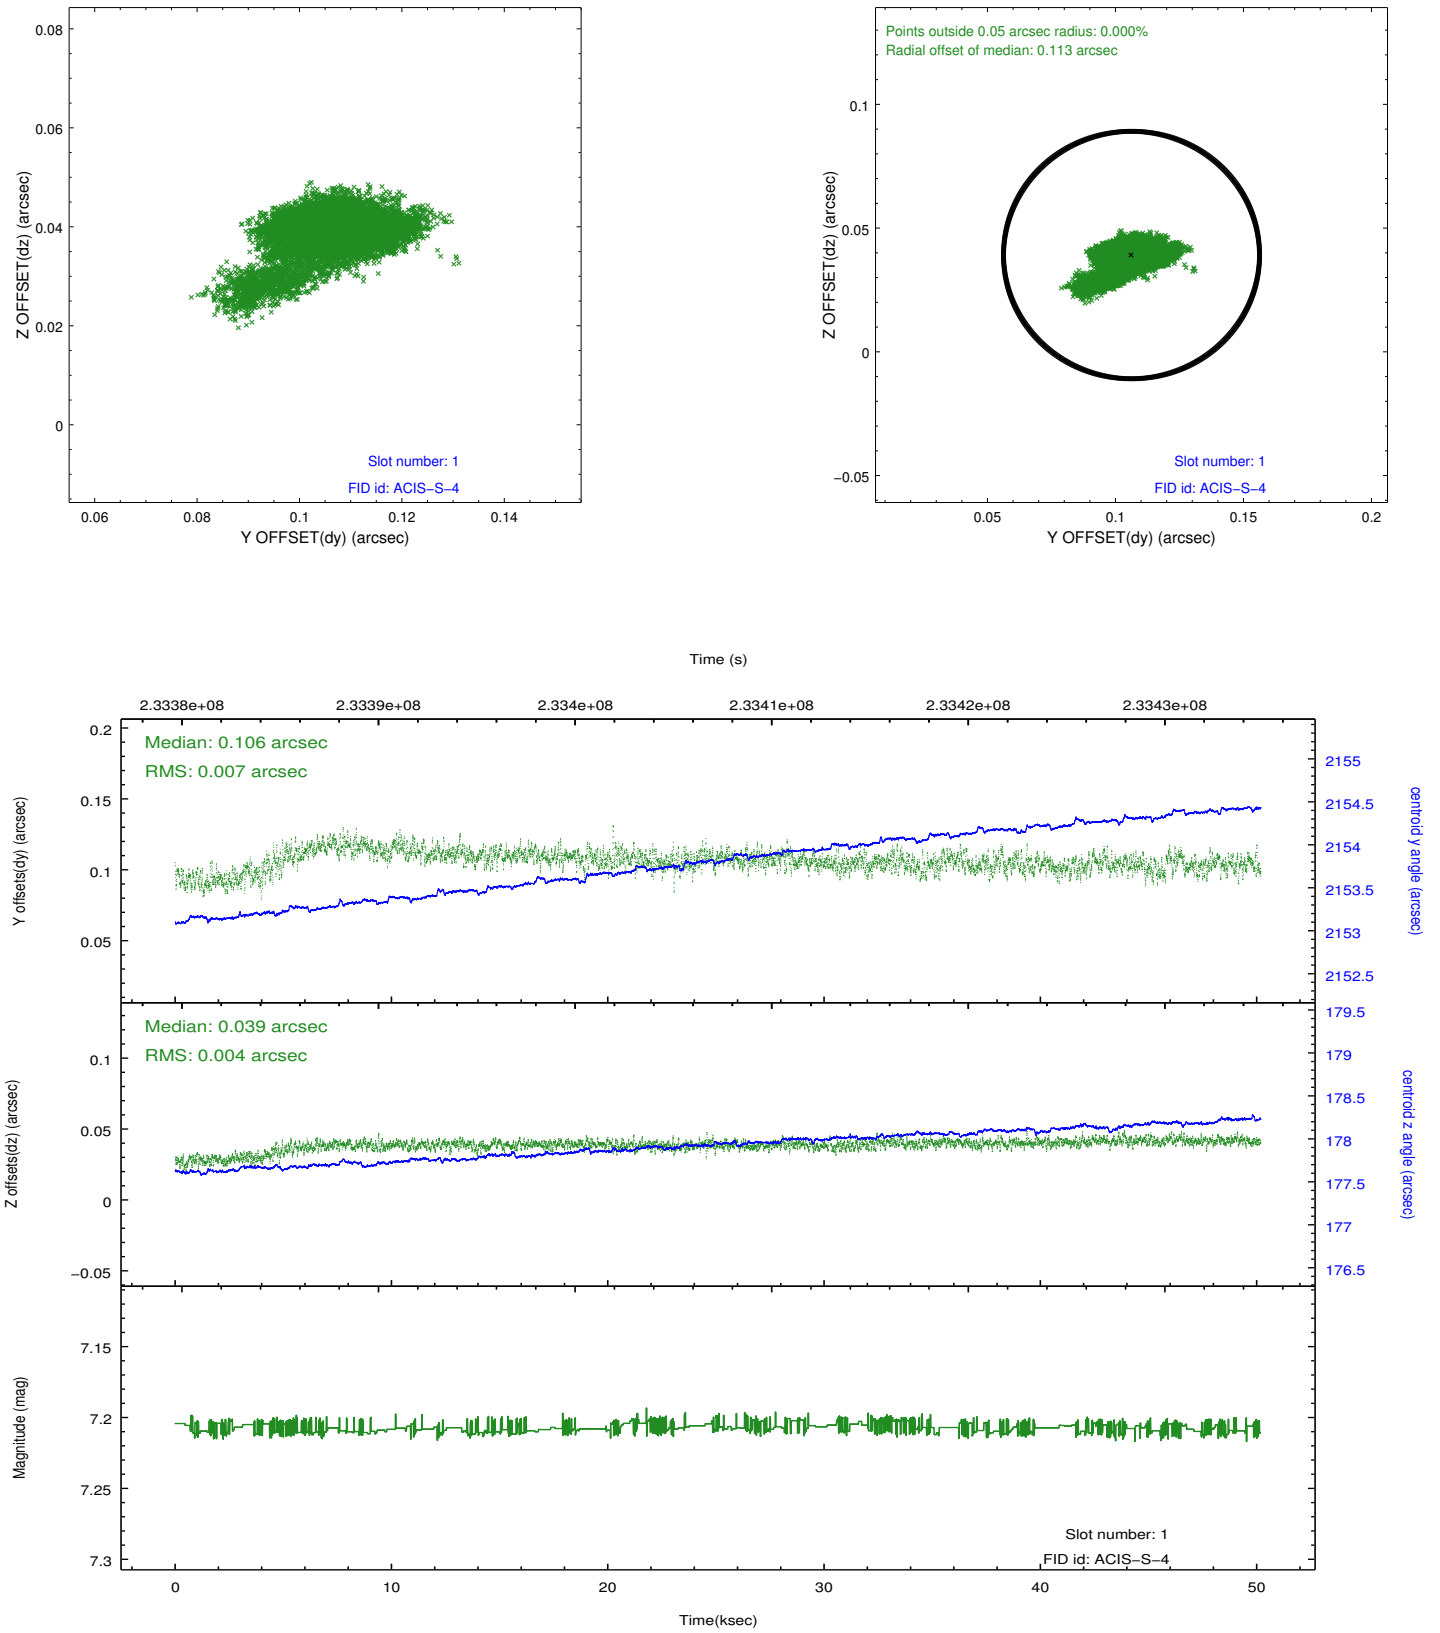 0.08
0.06
0.04
0.02
0
Z OFFSET(dz) (arcsec)
Slot number: 1
FID id: ACIS−S−4
0.06
0.08
0.1
0.12
0.14
Y OFFSET(dy) (arcsec)
Points outside 0.05 arcsec radius: 0.000%
Radial offset of median: 0.113 arcsec
0.1
0.05
0
−0.05
Z OFFSET(dz) (arcsec)
Slot number: 1
FID id: ACIS−S−4
0.05
0.1
0.15
0.2
Y OFFSET(dy) (arcsec)
Time (s)
2.3338e+08
2.3339e+08
2.334e+08
2.3341e+08
2.3342e+08
2.3343e+08
Median: 0.106 arcsec
RMS: 0.007 arcsec
0.2
0.15
0.1
0.05
Y offsets(dy) (arcsec)
2155
2154.5
2154
2153.5
2153
2152.5
centroid y angle (arcsec)
Median: 0.039 arcsec
RMS: 0.004 arcsec
0.1
0.05
0
−0.05
Z offsets(dz) (arcsec)
179.5
179
178.5
178
177.5
177
176.5
centroid z angle (arcsec)
7.15
7.2
7.25
7.3
Magnitude (mag)
Slot number: 1
FID id: ACIS−S−4
0
10
20
30
40
50
Time(ksec)